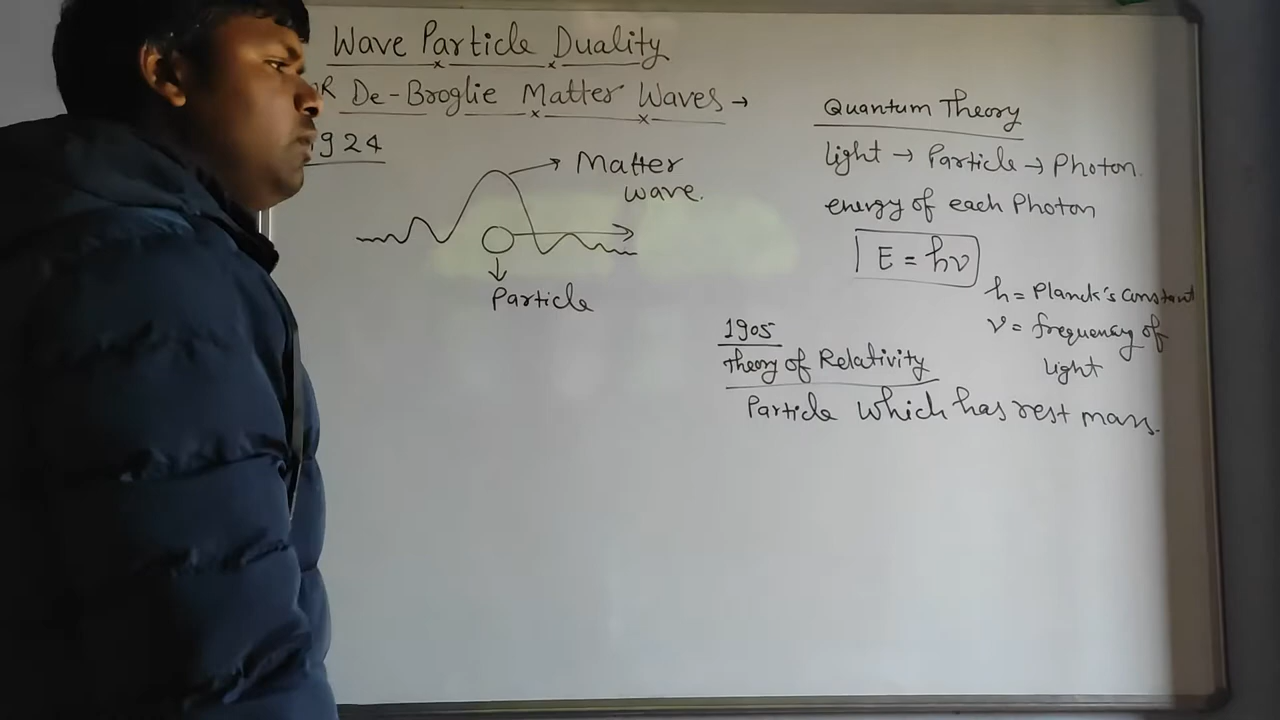 Wave Particle Duality
R De-Broglie Matter Waves →
1924
Matter
wave.
Particle
Quantum Theory
light → Particle → Photon.
energy of each Photon
E = hν
h = Planck's Constant
ν = frequency of
light
1905
Theory of Relativity
Particle which has rest mass.